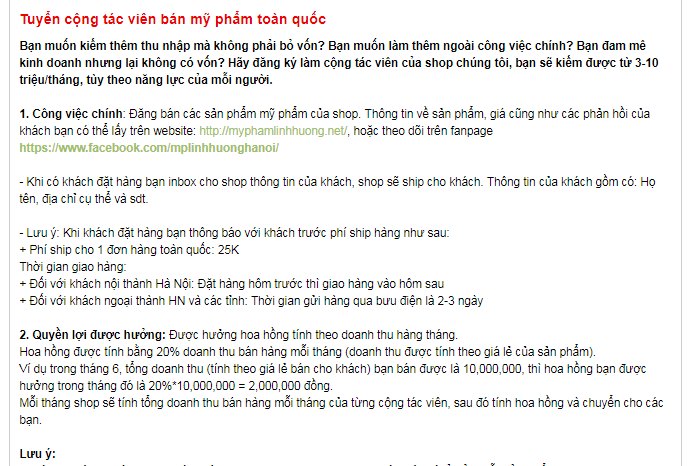 Tuyển cộng tác viên bán mỹ phẩm toàn quốc
Bạn muốn kiếm thêm thu nhập mà không phải bỏ vốn? Bạn muốn làm thêm ngoài công việc chính? Bạn đam mê
kinh doanh nhưng lại không có vốn? Hãy đăng ký làm cộng tác viên của shop chúng tôi, bạn sẽ kiếm được từ 3-10
triệu/tháng, tùy theo năng lực của mỗi người.
1. Công việc chính: Đăng bán các sản phẩm mỹ phẩm của shop. Thông tin về sản phẩm, giá cũng như các phản hồi của
khách bạn có thể lấy trên website: http://myphamlinhhuong.net/, hoặc theo dõi trên fanpage
https://www.facebook.com/mplinhhuonghanoi/
- Khi có khách đặt hàng bạn inbox cho shop thông tin của khách, shop sẽ ship cho khách. Thông tin của khách gồm có: Họ
tên, địa chỉ cụ thể và sdt.
- Lưu ý: Khi khách đặt hàng bạn thông báo với khách trước phí ship hàng như sau:
+ Phí ship cho 1 đơn hàng toàn quốc: 25K
Thời gian giao hàng:
+ Đối với khách nội thành Hà Nội: Đặt hàng hôm trước thì giao hàng vào hôm sau
+ Đối với khách ngoại thành HN và các tỉnh: Thời gian gửi hàng qua bưu điện là 2-3 ngày
2. Quyền lợi được hưởng: Được hưởng hoa hồng tính theo doanh thu hàng tháng.
Hoa hồng được tính bằng 20% doanh thu bán hàng mỗi tháng (doanh thu được tính theo giá lẻ của sản phẩm).
Ví dụ trong tháng 6, tổng doanh thu (tính theo giá lẻ bán cho khách) bạn bán được là 10,000,000, thì hoa hồng bạn được
hưởng trong tháng đó là 20%*10,000,000 = 2,000,000 đồng.
Mỗi tháng shop sẽ tính tổng doanh thu bán hàng mỗi tháng của từng cộng tác viên, sau đó tính hoa hồng và chuyển cho các
bạn.
Lưu ý: